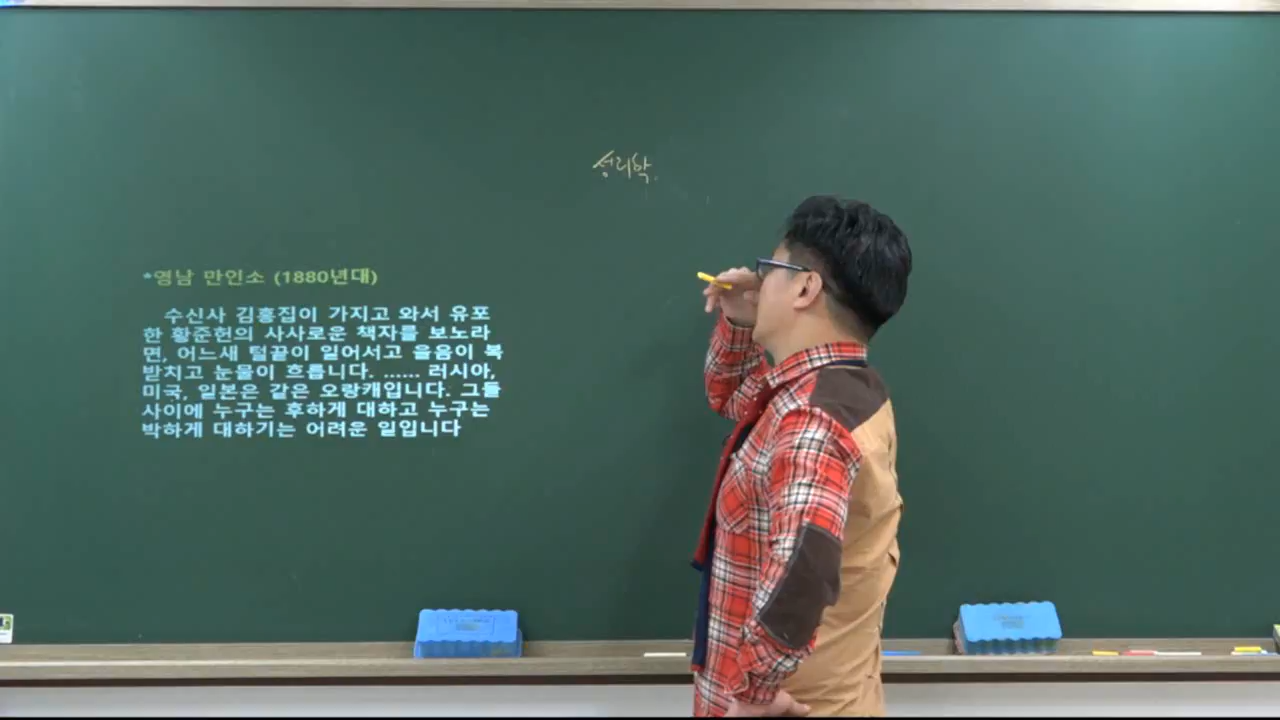 성리학.
*영남 만인소 (1880년대)
수신사 김홍집이 가지고 와서 유포
한 황준헌의 사사로운 책자를 보노라
면, 어느새 털끝이 일어서고 울음이 복
받치고 눈물이 흐릅니다. ...... 러시아,
미국, 일본은 같은 오랑캐입니다. 그들
사이에 누구는 후하게 대하고 누구는
박하게 대하기는 어려운 일입니다